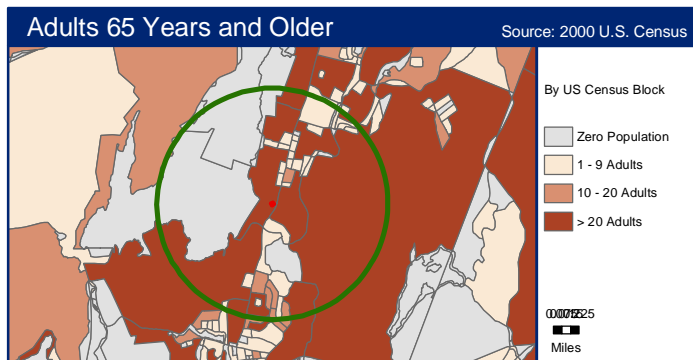 Adults 65 Years and Older
Source: 2000 U.S. Census
By US Census Block
Zero Population
1 - 9 Adults
10 - 20 Adults
> 20 Adults
Miles